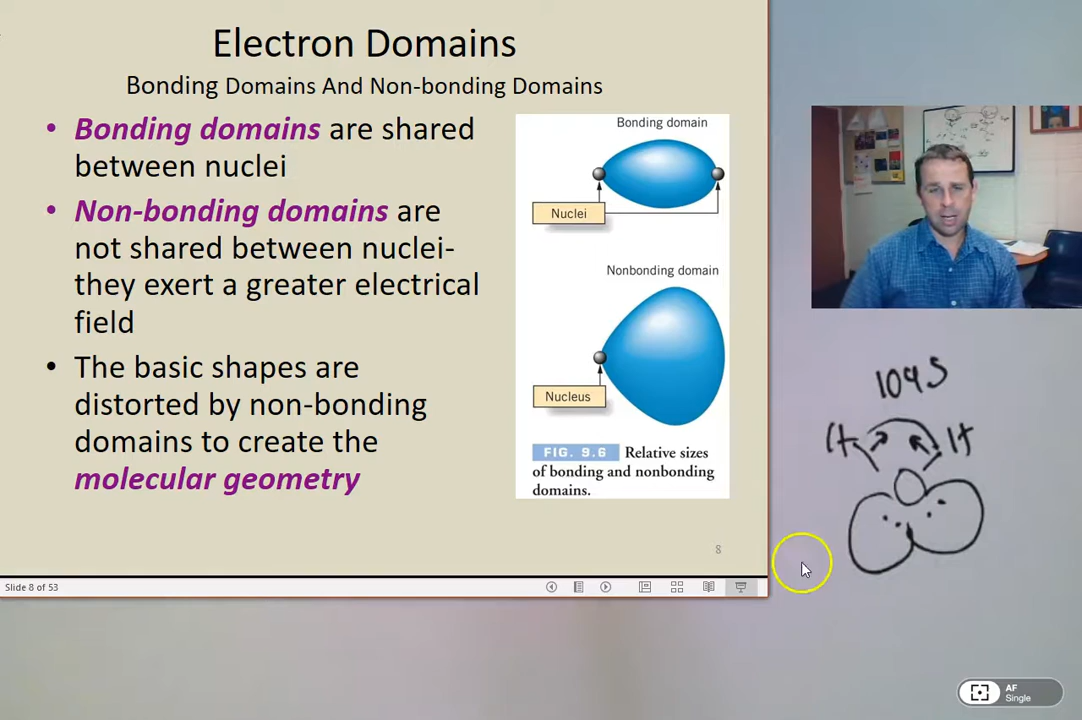 Electron Domains
Bonding Domains And Non-bonding Domains
• Bonding domains are shared
between nuclei
• Non-bonding domains are
not shared between nuclei-
they exert a greater electrical
field
• The basic shapes are
distorted by non-bonding
domains to create the
molecular geometry
Bonding domain
Nuclei
Nonbonding domain
Nucleus
FIG. 9.6 Relative sizes
of bonding and nonbonding
domains.
8
Slide 8 of 53
1095
H H
AF
Single